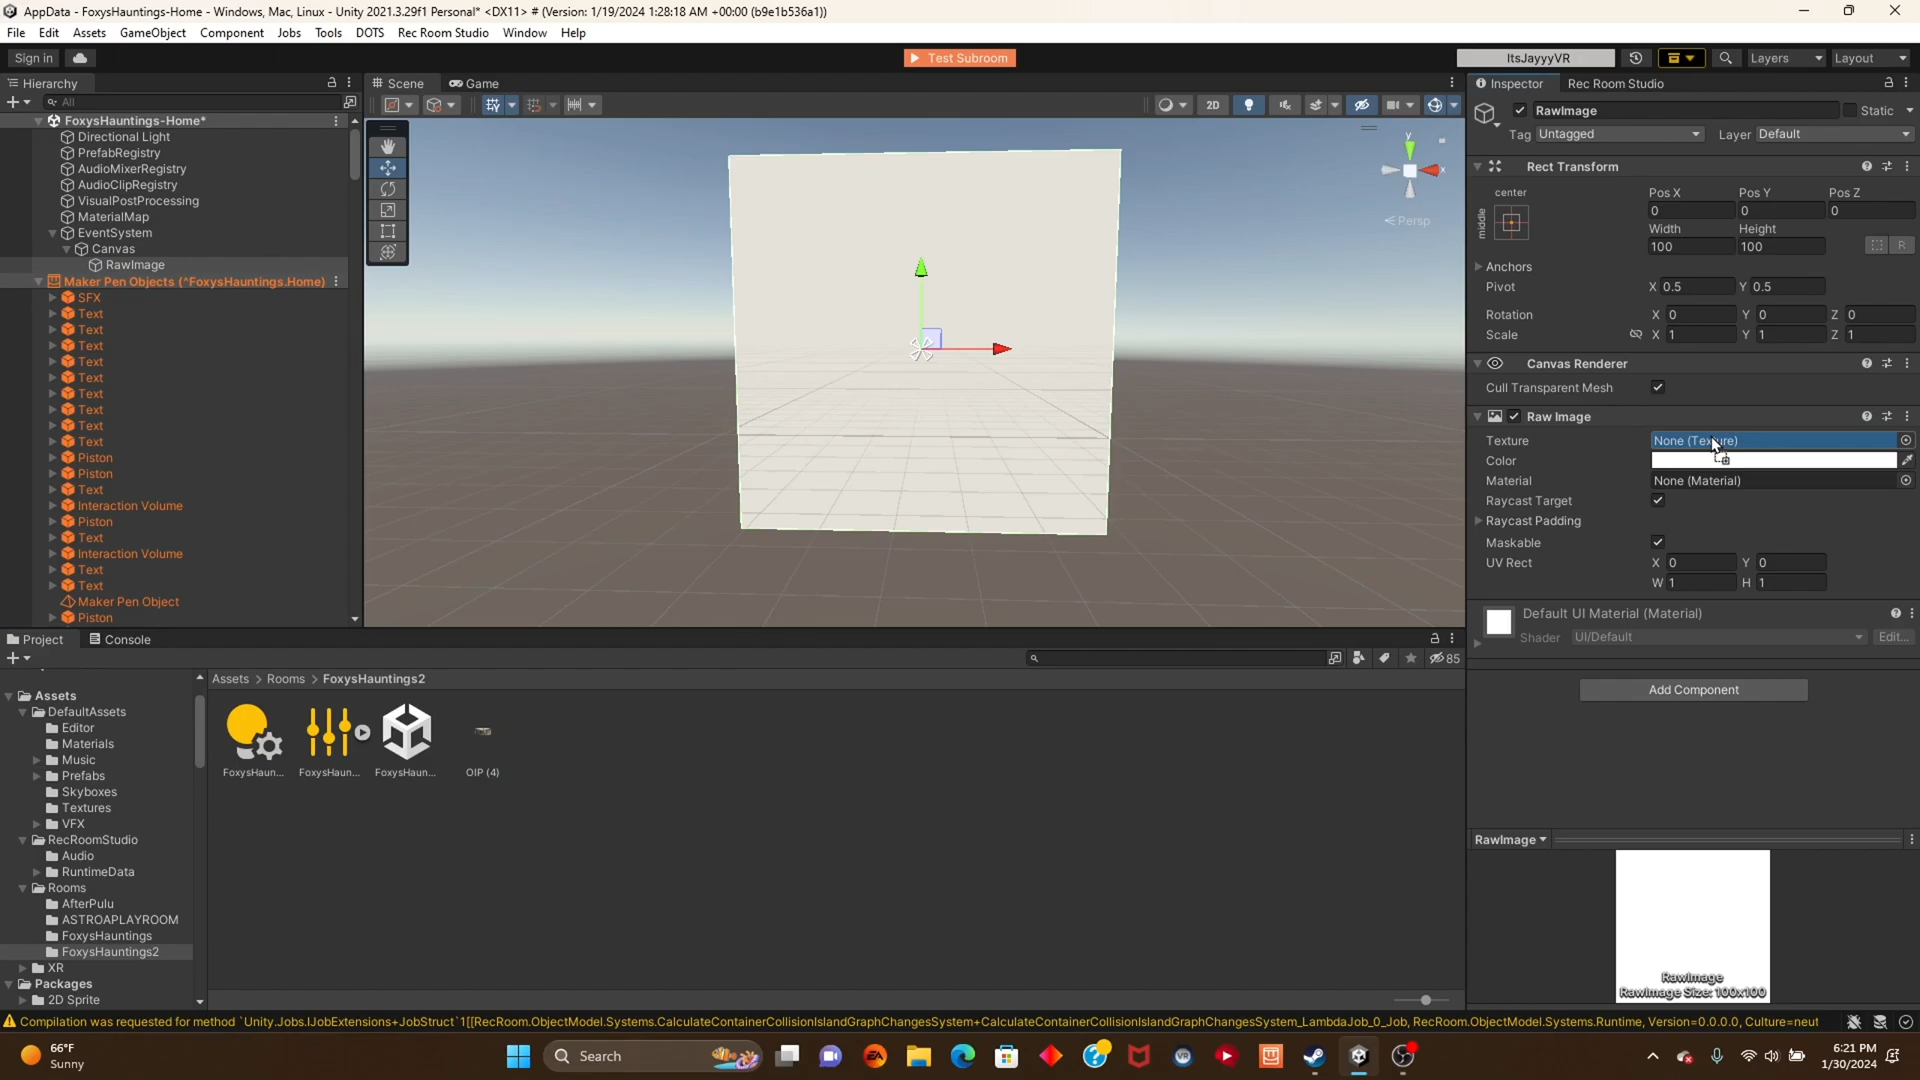 AppData - FoxysHauntings-Home - Windows, Mac, Linux - Unity 2021.3.29f1 Personal* <DX11> # (Version: 1/19/2024 1:28:18 AM +00:00 (b9e1b536a1))
File Edit Assets GameObject Component Jobs Tools DOTS Rec Room Studio Window Help
Sign in Test Subroom ItsJayyyVR Layers Layout
Hierarchy
All
FoxysHauntings-Home*
Directional Light
PrefabRegistry
AudioMixerRegistry
AudioClipRegistry
VisualPostProcessing
MaterialMap
EventSystem
Canvas
RawImage
Maker Pen Objects (^FoxysHauntings.Home)
SFX
Text
Text
Text
Text
Text
Text
Text
Text
Text
Piston
Piston
Text
Interaction Volume
Piston
Text
Interaction Volume
Text
Text
Maker Pen Object
Piston
Scene Game
2D
y
x
Persp
Inspector Rec Room Studio
RawImage Static
Tag Untagged Layer Default
Rect Transform
center
middle
Pos X Pos Y Pos Z
0 0 0
Width Height
100 100
R
Anchors
Pivot X 0.5 Y 0.5
Rotation X 0 Y 0 Z 0
Scale X 1 Y 1 Z 1
Canvas Renderer
Cull Transparent Mesh
Raw Image
Texture None (Texture)
Color
Material None (Material)
Raycast Target
Raycast Padding
Maskable
UV Rect X 0 Y 0
W 1 H 1
Default UI Material (Material)
Shader UI/Default Edit...
Add Component
RawImage
RawImage
RawImage Size: 100x100
Project Console
85
Assets
DefaultAssets
Editor
Materials
Music
Prefabs
Skyboxes
Textures
VFX
RecRoomStudio
Audio
RuntimeData
Rooms
AfterPulu
ASTROAPLAYROOM
FoxysHauntings
FoxysHauntings2
XR
Packages
2D Sprite
Assets > Rooms > FoxysHauntings2
FoxysHaun... FoxysHaun... FoxysHaun... OIP (4)
Compilation was requested for method `Unity.Jobs.IJobExtensions+JobStruct`1[[RecRoom.ObjectModel.Systems.CalculateContainerCollisionIslandGraphChangesSystem+CalculateContainerCollisionIslandGraphChangesSystem_LambdaJob_0_Job, RecRoom.ObjectModel.Systems.Runtime, Version=0.0.0.0, Culture=neut
66°F
Sunny
Search
6:21 PM
1/30/2024